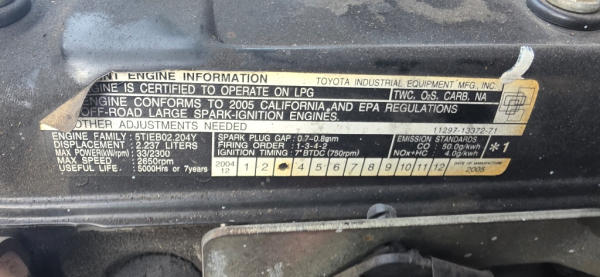 NT ENGINE INFORMATION TOYOTA INDUSTRIAL EQUIPMENT MFG., INC.
GINE IS CERTIFIED TO OPERATE ON LPG TWC, O₂S, CARB, NA
ENGINE CONFORMS TO 2005 CALIFORNIA, AND EPA REGULATIONS
OFF-ROAD LARGE SPARK-IGNITION ENGINES.
OTHER ADJUSTMENTS NEEDED 11297-13372-71
ENGINE FAMILY: 5TIEB02.204Y SPARK PLUG GAP: 0.7-0.8mm EMISSION STANDARDS
DISPLACEMENT: 2.237 LITERS FIRING ORDER: 1-3-4-2 CO 50.0g/kwh *1
MAX POWER(kW/rpm) 33/2300 IGNITION TIMING: 7°BTDC (750rpm) NOx+HC 4.0g/kwh
MAX SPEED 2650rpm 2004 DATE OF MANUFACTURE
USEFUL LIFE: 5000Hrs or 7years 12 1 2 4 5 6 7 8 9 10 11 12 2005